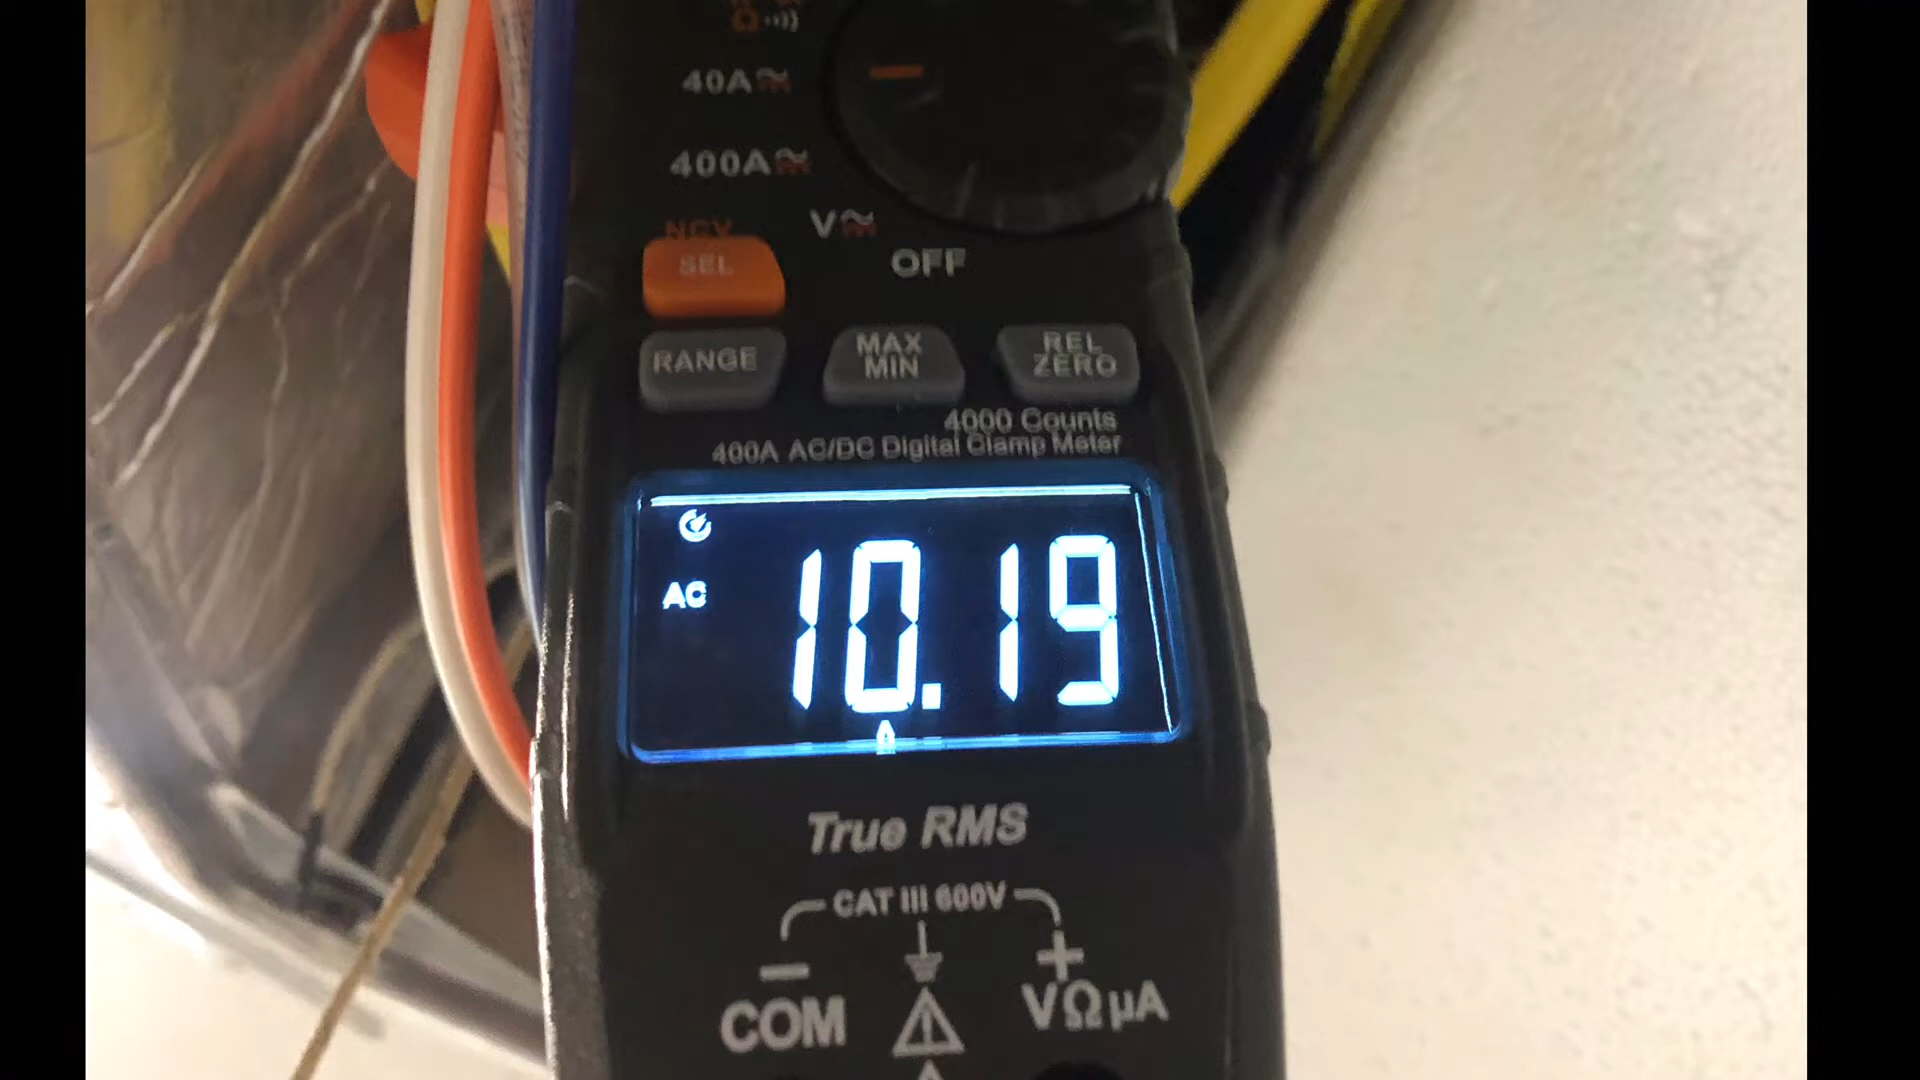 Ω
40A
400A
NCV
V
SEL
OFF
RANGE
MAX
MIN
REL
ZERO
4000 Counts
400A AC/DC Digital Clamp Meter
AC
10.19
A
True RMS
CAT III 600V
COM
VΩμA